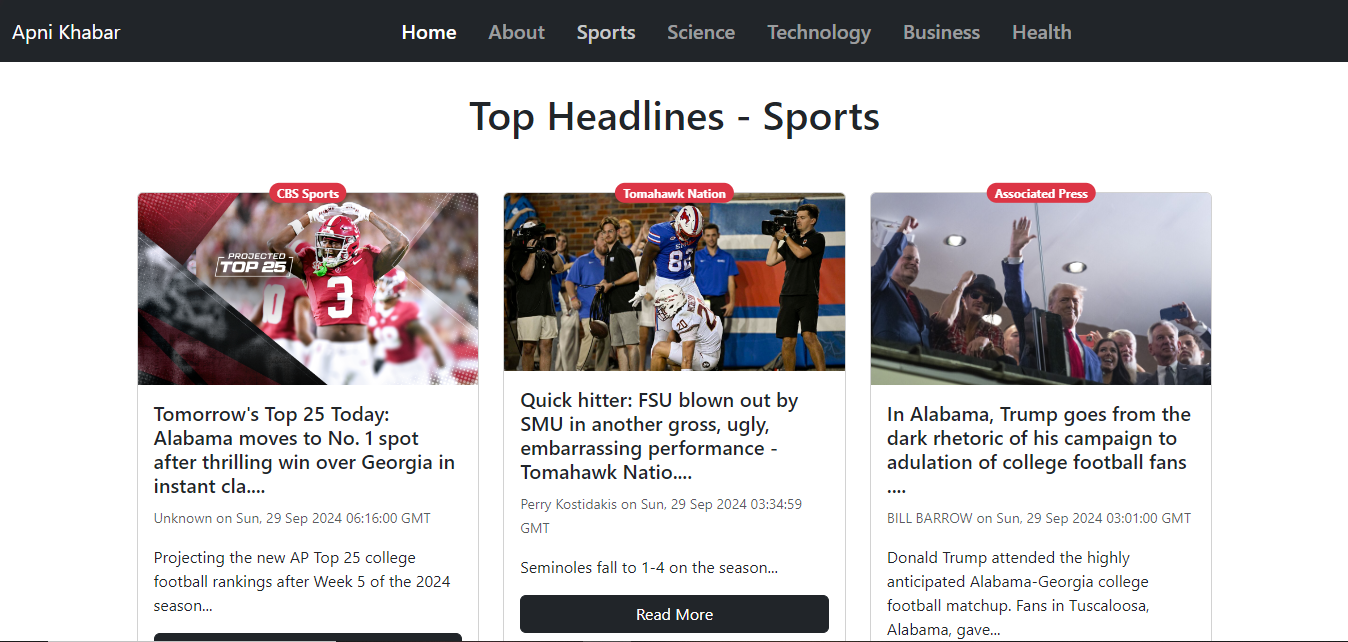 Apni Khabar
Home About Sports Science Technology Business Health
Top Headlines - Sports
CBS Sports
PROJECTED
TOP 25
3
Tomorrow's Top 25 Today:
Alabama moves to No. 1 spot
after thrilling win over Georgia in
instant cla....
Unknown on Sun, 29 Sep 2024 06:16:00 GMT
Projecting the new AP Top 25 college
football rankings after Week 5 of the 2024
season...
Tomahawk Nation
SMU
20
Quick hitter: FSU blown out by
SMU in another gross, ugly,
embarrassing performance -
Tomahawk Natio....
Perry Kostidakis on Sun, 29 Sep 2024 03:34:59
GMT
Seminoles fall to 1-4 on the season...
Read More
Associated Press
In Alabama, Trump goes from the
dark rhetoric of his campaign to
adulation of college football fans
....
BILL BARROW on Sun, 29 Sep 2024 03:01:00 GMT
Donald Trump attended the highly
anticipated Alabama-Georgia college
football matchup. Fans in Tuscaloosa,
Alabama, gave...